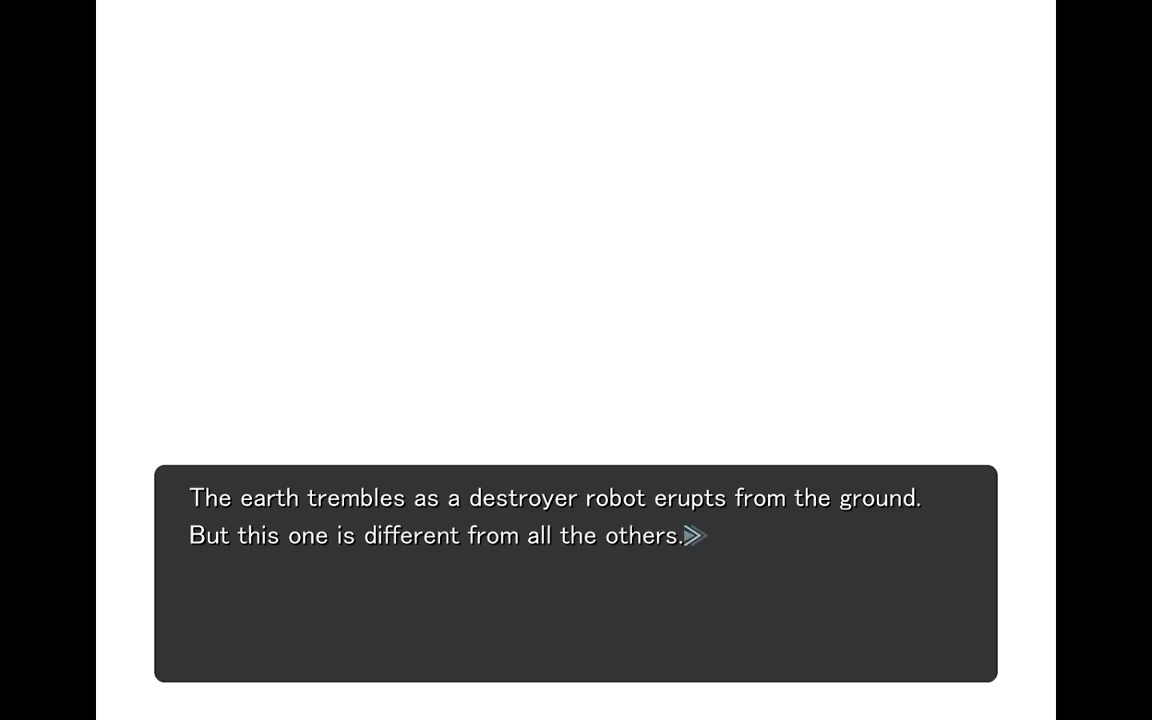 The earth trembles as a destroyer robot erupts from the ground.
But this one is different from all the others.